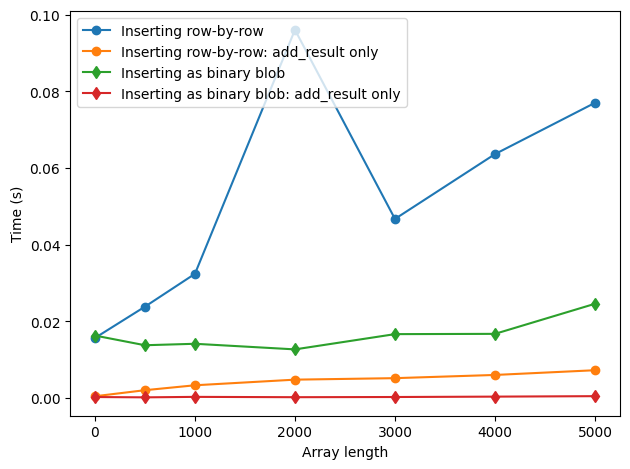 Inserting row-by-row
Inserting row-by-row: add_result only
Inserting as binary blob
Inserting as binary blob: add_result only
0.10
0.08
0.06
0.04
0.02
0.00
Time (s)
0 1000 2000 3000 4000 5000
Array length